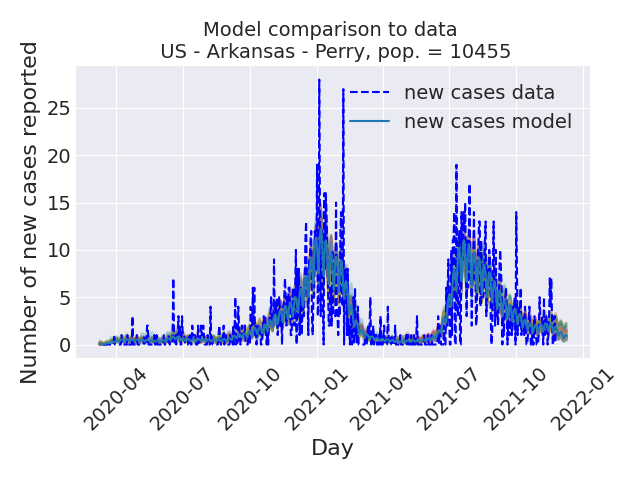 Model comparison to data
US - Arkansas - Perry, pop. = 10455
new cases data
new cases model
Number of new cases reported
25
20
15
10
5
0
2020-04
2020-07
2020-10
2021-01
2021-04
2021-07
2021-10
2022-01
Day